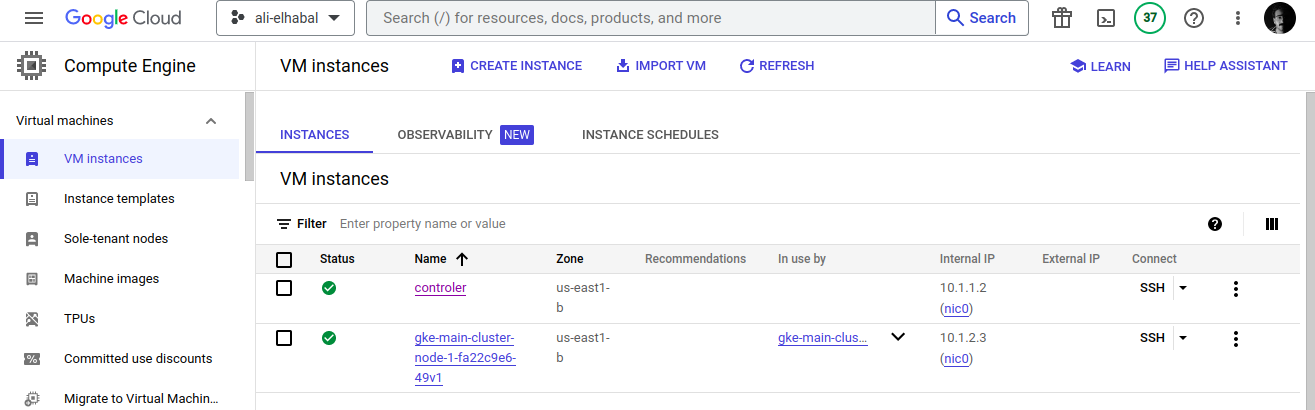 Google Cloud
ali-elhabal
Search (/) for resources, docs, products, and more
Search
37
Compute Engine
VM instances
CREATE INSTANCE
IMPORT VM
REFRESH
LEARN
HELP ASSISTANT
Virtual machines
VM instances
Instance templates
Sole-tenant nodes
Machine images
TPUs
Committed use discounts
Migrate to Virtual Machin...
INSTANCES
OBSERVABILITY NEW
INSTANCE SCHEDULES
VM instances
Filter Enter property name or value
Status Name Zone Recommendations In use by Internal IP External IP Connect
controler us-east1- 10.1.1.2 SSH
b (nic0)
gke-main-cluster- us-east1- gke-main-clus... 10.1.2.3 SSH
node-1-fa22c9e6- b (nic0)
49v1